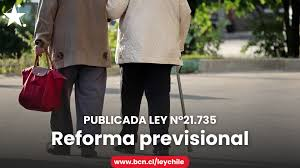 PUBLICADA LEY N°21.735
Reforma previsional
www.bcn.cl/leychile